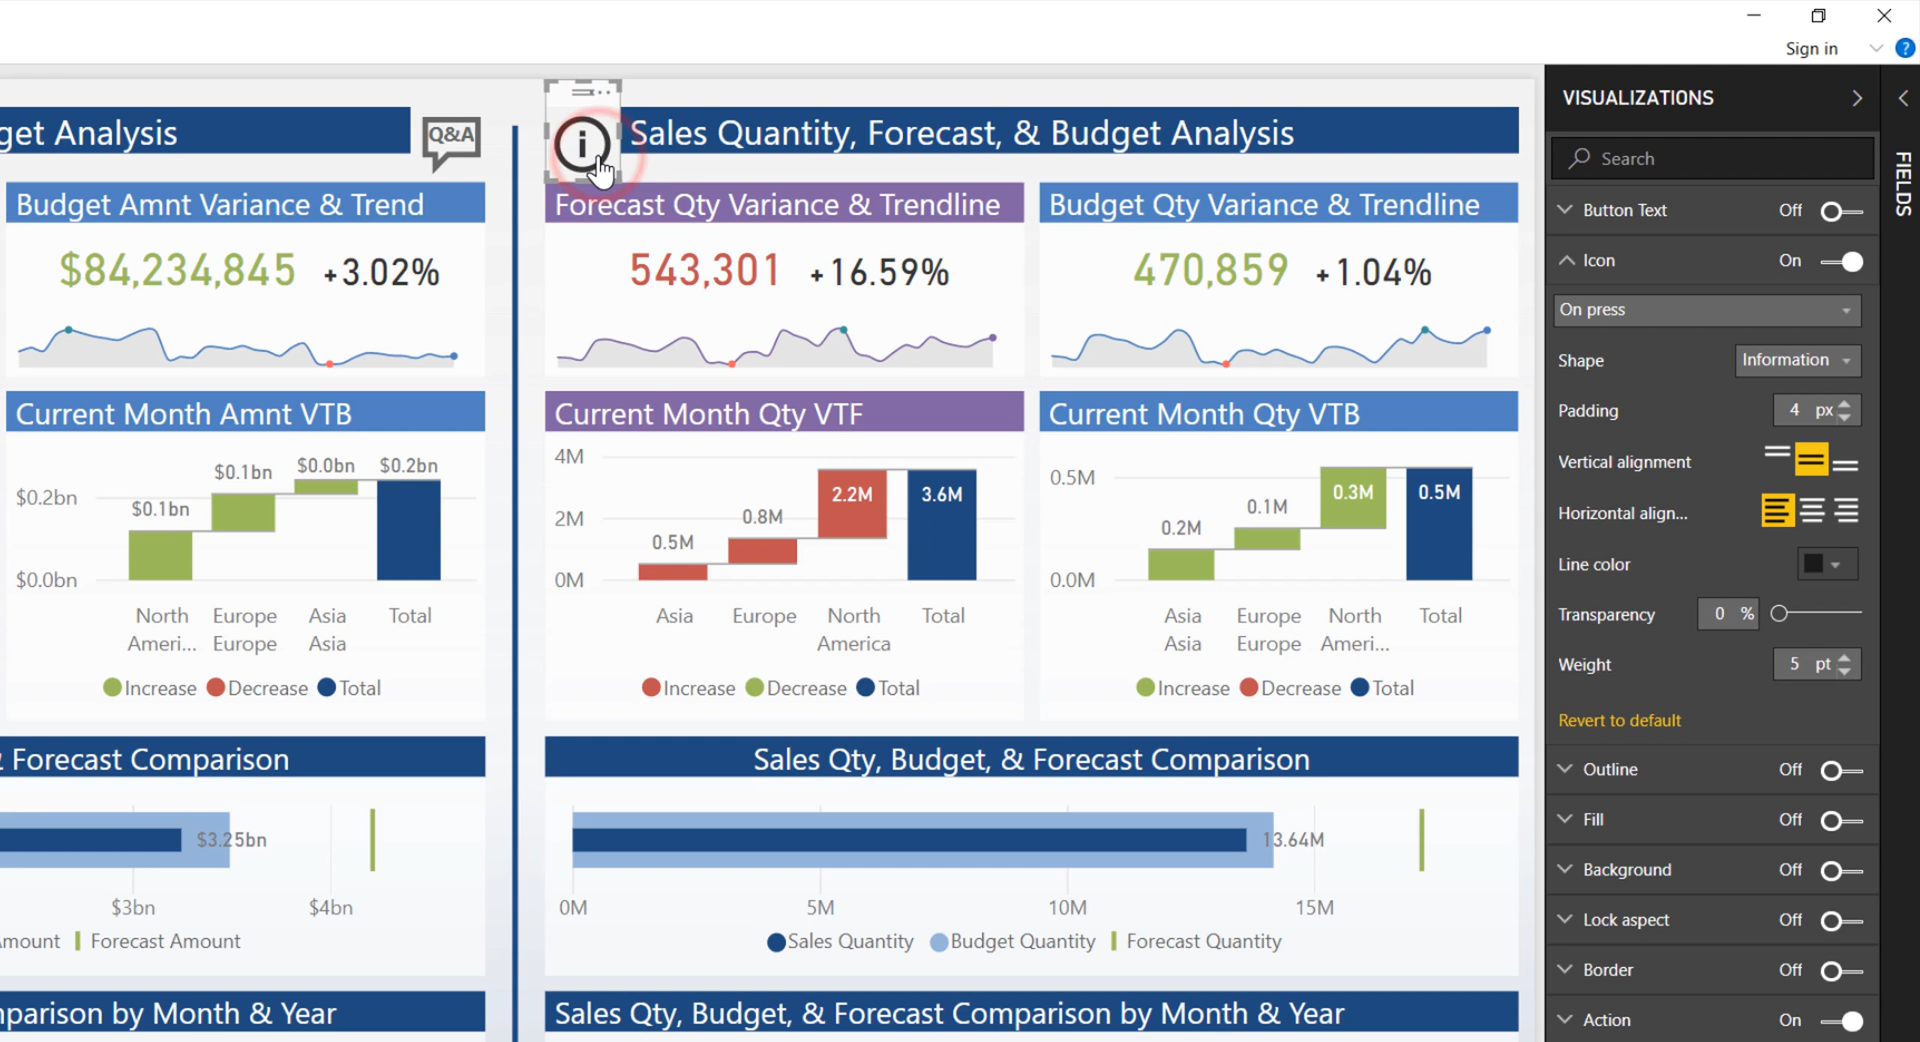 Sign in
?
get Analysis
Q&A
i
Sales Quantity, Forecast, & Budget Analysis
Budget Amnt Variance & Trend
$84,234,845 +3.02%
Forecast Qty Variance & Trendline
543,301 +16.59%
Budget Qty Variance & Trendline
470,859 +1.04%
Current Month Amnt VTB
$0.2bn
$0.0bn
$0.1bn
$0.1bn
$0.0bn
$0.2bn
North Europe Asia Total
Ameri... Europe Asia
Increase Decrease Total
Current Month Qty VTF
4M
2M
0M
0.5M
0.8M
2.2M
3.6M
Asia Europe North Total
America
Increase Decrease Total
Current Month Qty VTB
0.5M
0.0M
0.2M
0.1M
0.3M
0.5M
Asia Europe North Total
Asia Europe Ameri...
Increase Decrease Total
& Forecast Comparison
$3.25bn
$3bn $4bn
mount Forecast Amount
Sales Qty, Budget, & Forecast Comparison
13.64M
0M 5M 10M 15M
Sales Quantity Budget Quantity Forecast Quantity
parison by Month & Year
Sales Qty, Budget, & Forecast Comparison by Month & Year
VISUALIZATIONS
Search
Button Text Off
Icon On
On press
Shape Information
Padding 4 px
Vertical alignment
Horizontal align...
Line color
Transparency 0 %
Weight 5 pt
Revert to default
Outline Off
Fill Off
Background Off
Lock aspect Off
Border Off
Action On
FIELDS